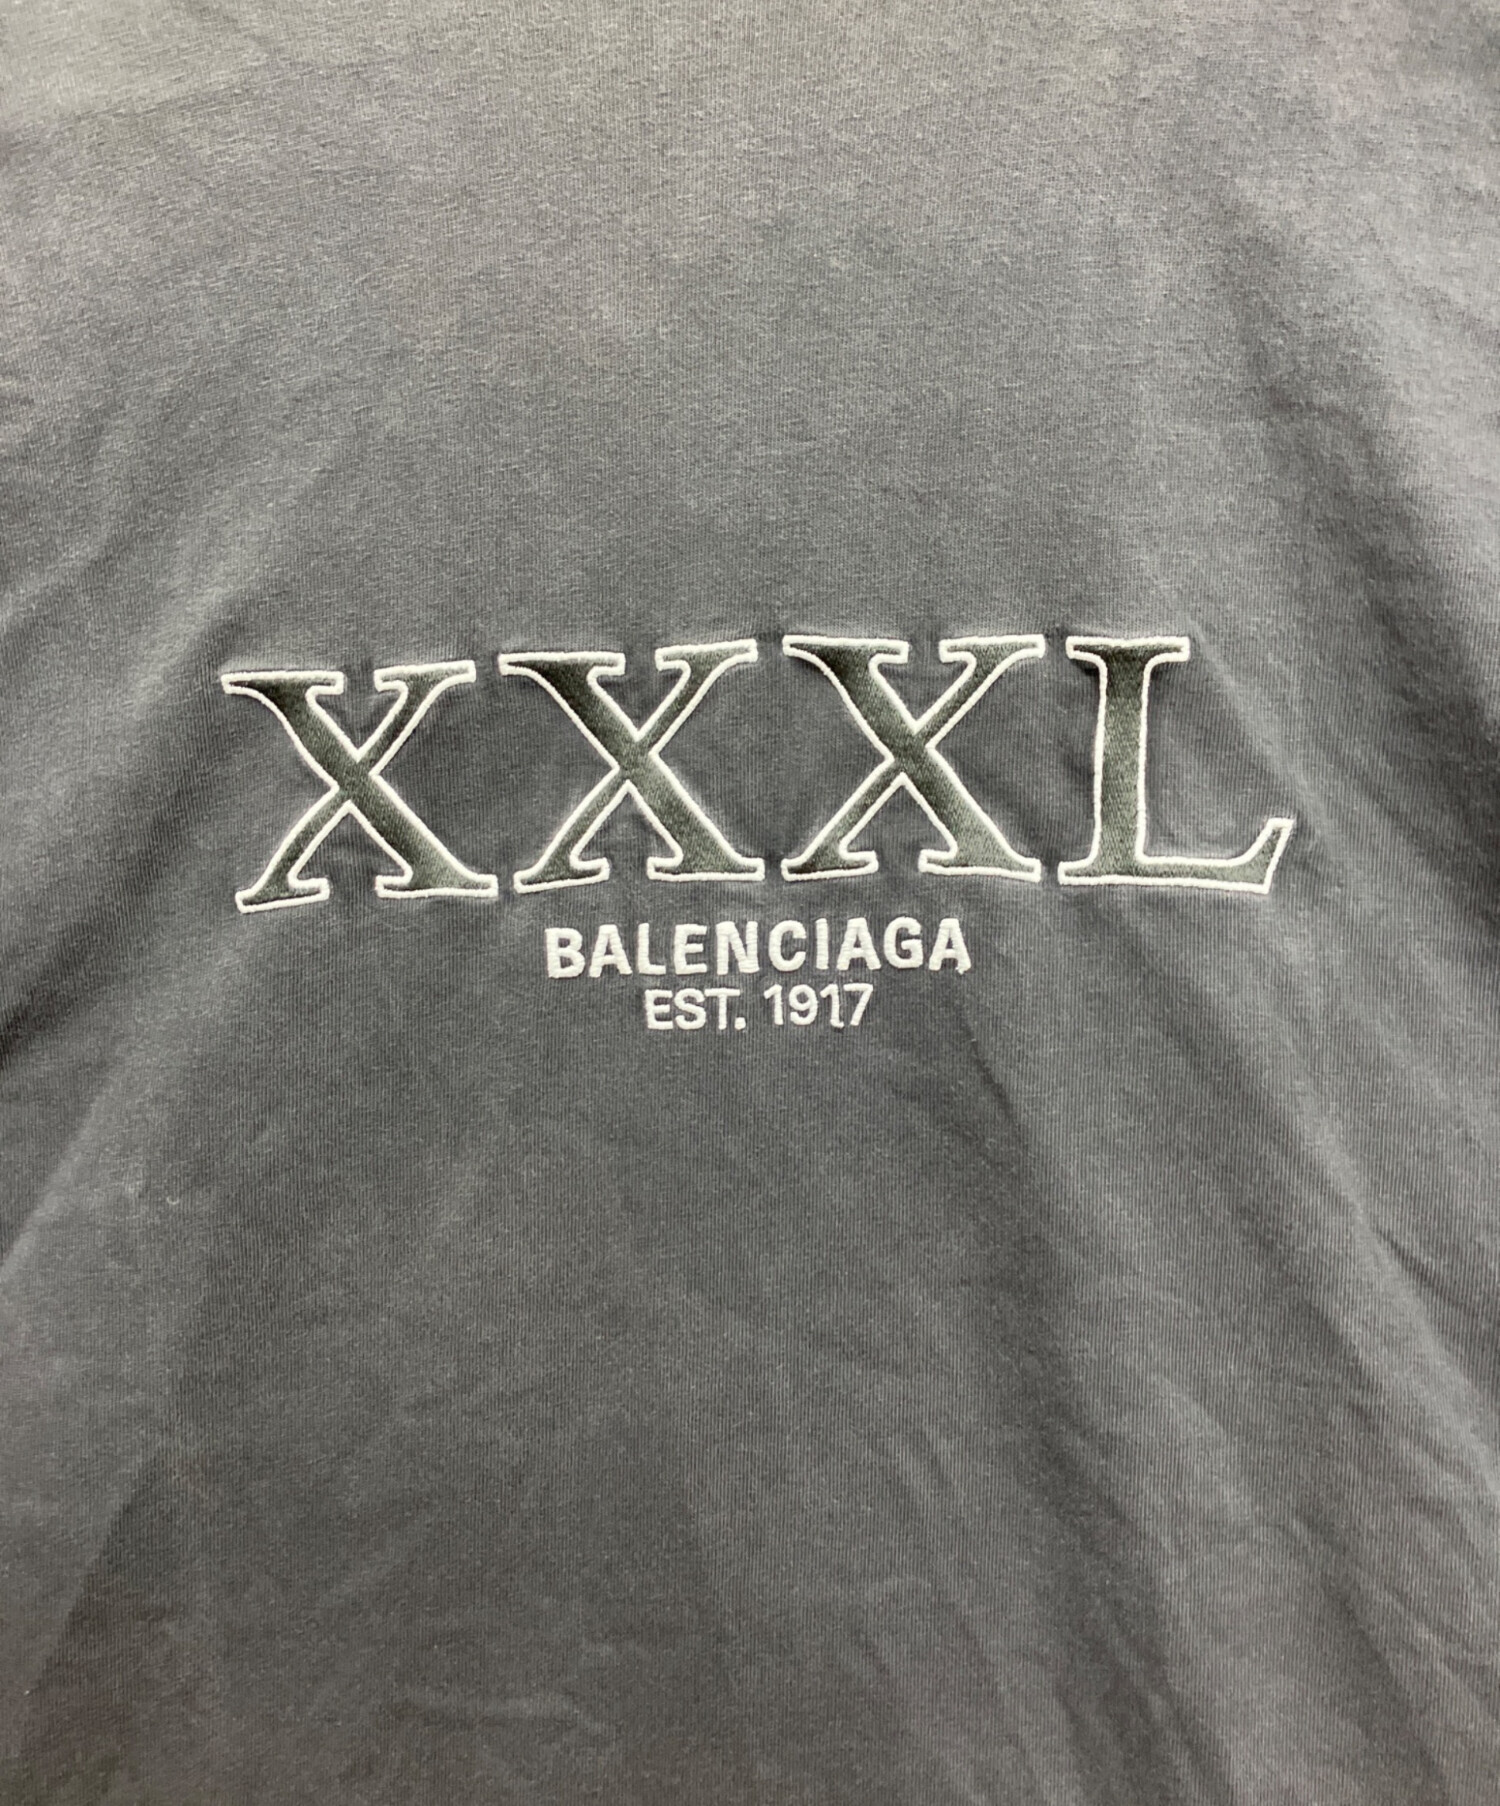 XXXL
BALENCIAGA
EST. 1917